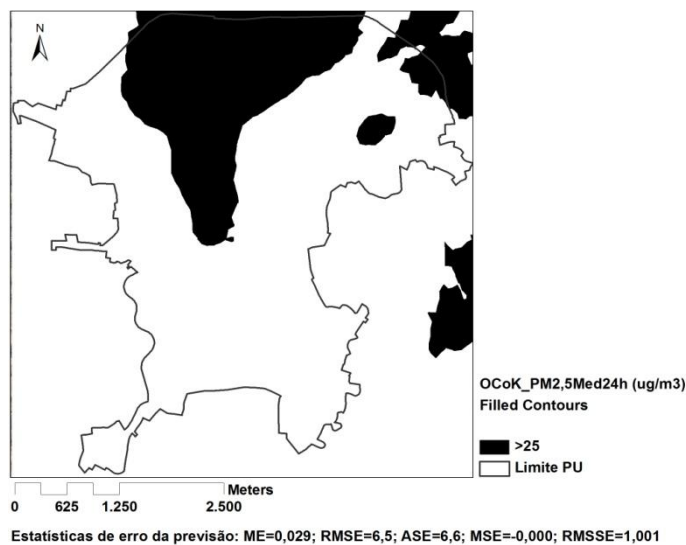 N
OCoK_PM2,5Med24h (ug/m3)
Filled Contours
>25
Limite PU
Meters
0 625 1.250 2.500
Estatísticas de erro da previsão: ME=0,029; RMSE=6,5; ASE=6,6; MSE=-0,000; RMSSE=1,001